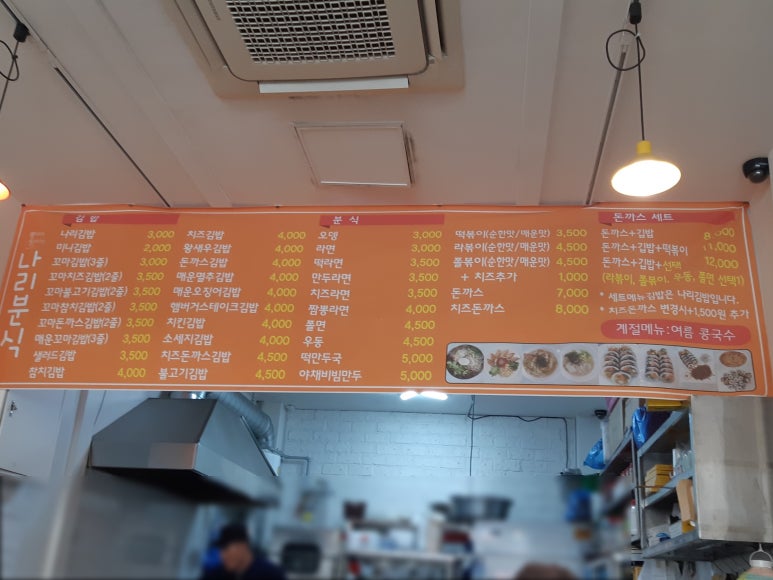 나리분식
김밥
나리김밥 3,000
미니김밥 2,000
꼬마김밥(3줄) 3,000
꼬마치즈김밥(2줄) 3,500
꼬마불고기김밥(2줄) 3,500
꼬마참치김밥(2줄) 3,500
꼬마돈까스김밥(2줄) 3,500
매운꼬마김밥(3줄) 3,500
샐러드김밥 3,500
참치김밥 4,000
치즈김밥 4,000
왕새우김밥 4,000
돈까스김밥 4,000
매운멸추김밥 4,000
매운오징어김밥 4,000
햄버거스테이크김밥 4,000
치킨김밥 4,000
소세지김밥 4,000
치즈돈까스김밥 4,500
불고기김밥 4,500
분식
오뎅 3,000
라면 3,000
떡라면 3,500
만두라면 3,500
치즈라면 3,500
짬뽕라면 4,000
쫄면 4,500
우동 4,500
떡만두국 5,000
야채비빔만두 5,000
떡볶이(순한맛/매운맛) 3,500
라볶이(순한맛/매운맛) 4,500
쫄볶이(순한맛/매운맛) 4,500
+ 치즈추가 1,000
돈까스 7,000
치즈돈까스 8,000
돈까스 세트
돈까스+김밥
돈까스+김밥+떡볶이 11,000
돈까스+김밥+선택 12,000
(라볶이, 쫄볶이, 우동, 쫄면 선택1)
* 세트메뉴김밥은 나리김밥입니다.
* 치즈돈까스 변경시+1,500원 추가
계절메뉴:여름 콩국수